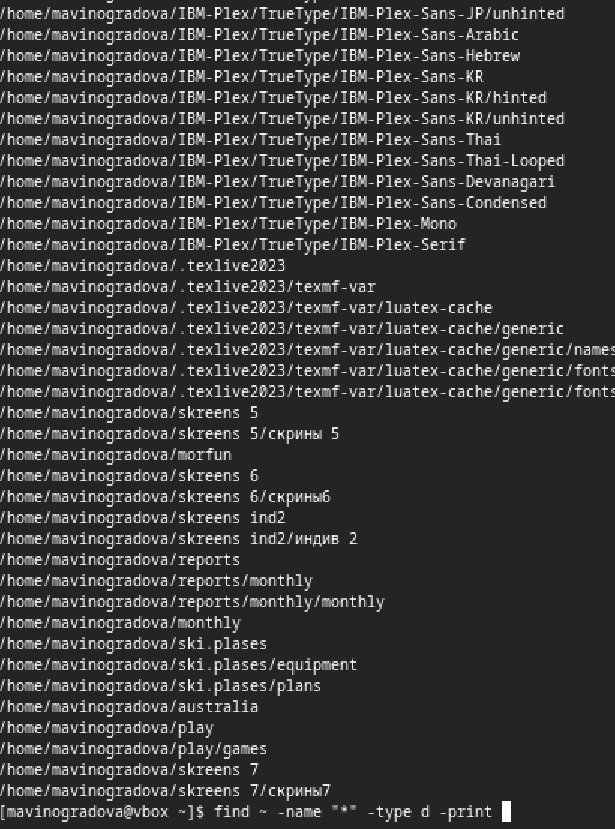 /home/mavinogradova/IBM-Plex/TrueType/IBM-Plex-Sans-JP/unhinted
/home/mavinogradova/IBM-Plex/TrueType/IBM-Plex-Sans-Arabic
/home/mavinogradova/IBM-Plex/TrueType/IBM-Plex-Sans-Hebrew
/home/mavinogradova/IBM-Plex/TrueType/IBM-Plex-Sans-KR
/home/mavinogradova/IBM-Plex/TrueType/IBM-Plex-Sans-KR/hinted
/home/mavinogradova/IBM-Plex/TrueType/IBM-Plex-Sans-KR/unhinted
/home/mavinogradova/IBM-Plex/TrueType/IBM-Plex-Sans-Thai
/home/mavinogradova/IBM-Plex/TrueType/IBM-Plex-Sans-Thai-Looped
/home/mavinogradova/IBM-Plex/TrueType/IBM-Plex-Sans-Devanagari
/home/mavinogradova/IBM-Plex/TrueType/IBM-Plex-Sans-Condensed
/home/mavinogradova/IBM-Plex/TrueType/IBM-Plex-Mono
/home/mavinogradova/IBM-Plex/TrueType/IBM-Plex-Serif
/home/mavinogradova/.texlive2023
/home/mavinogradova/.texlive2023/texmf-var
/home/mavinogradova/.texlive2023/texmf-var/luatex-cache
/home/mavinogradova/.texlive2023/texmf-var/luatex-cache/generic
/home/mavinogradova/.texlive2023/texmf-var/luatex-cache/generic/names
/home/mavinogradova/.texlive2023/texmf-var/luatex-cache/generic/fonts
/home/mavinogradova/.texlive2023/texmf-var/luatex-cache/generic/fonts
/home/mavinogradova/skreens 5
/home/mavinogradova/skreens 5/скрины 5
/home/mavinogradova/morfun
/home/mavinogradova/skreens 6
/home/mavinogradova/skreens 6/скрины6
/home/mavinogradova/skreens ind2
/home/mavinogradova/skreens ind2/индив 2
/home/mavinogradova/reports
/home/mavinogradova/reports/monthly
/home/mavinogradova/reports/monthly/monthly
/home/mavinogradova/monthly
/home/mavinogradova/ski.plases
/home/mavinogradova/ski.plases/equipment
/home/mavinogradova/ski.plases/plans
/home/mavinogradova/australia
/home/mavinogradova/play
/home/mavinogradova/play/games
/home/mavinogradova/skreens 7
/home/mavinogradova/skreens 7/скрины7
[mavinogradova@vbox ~]$ find ~ -name "*" -type d -print